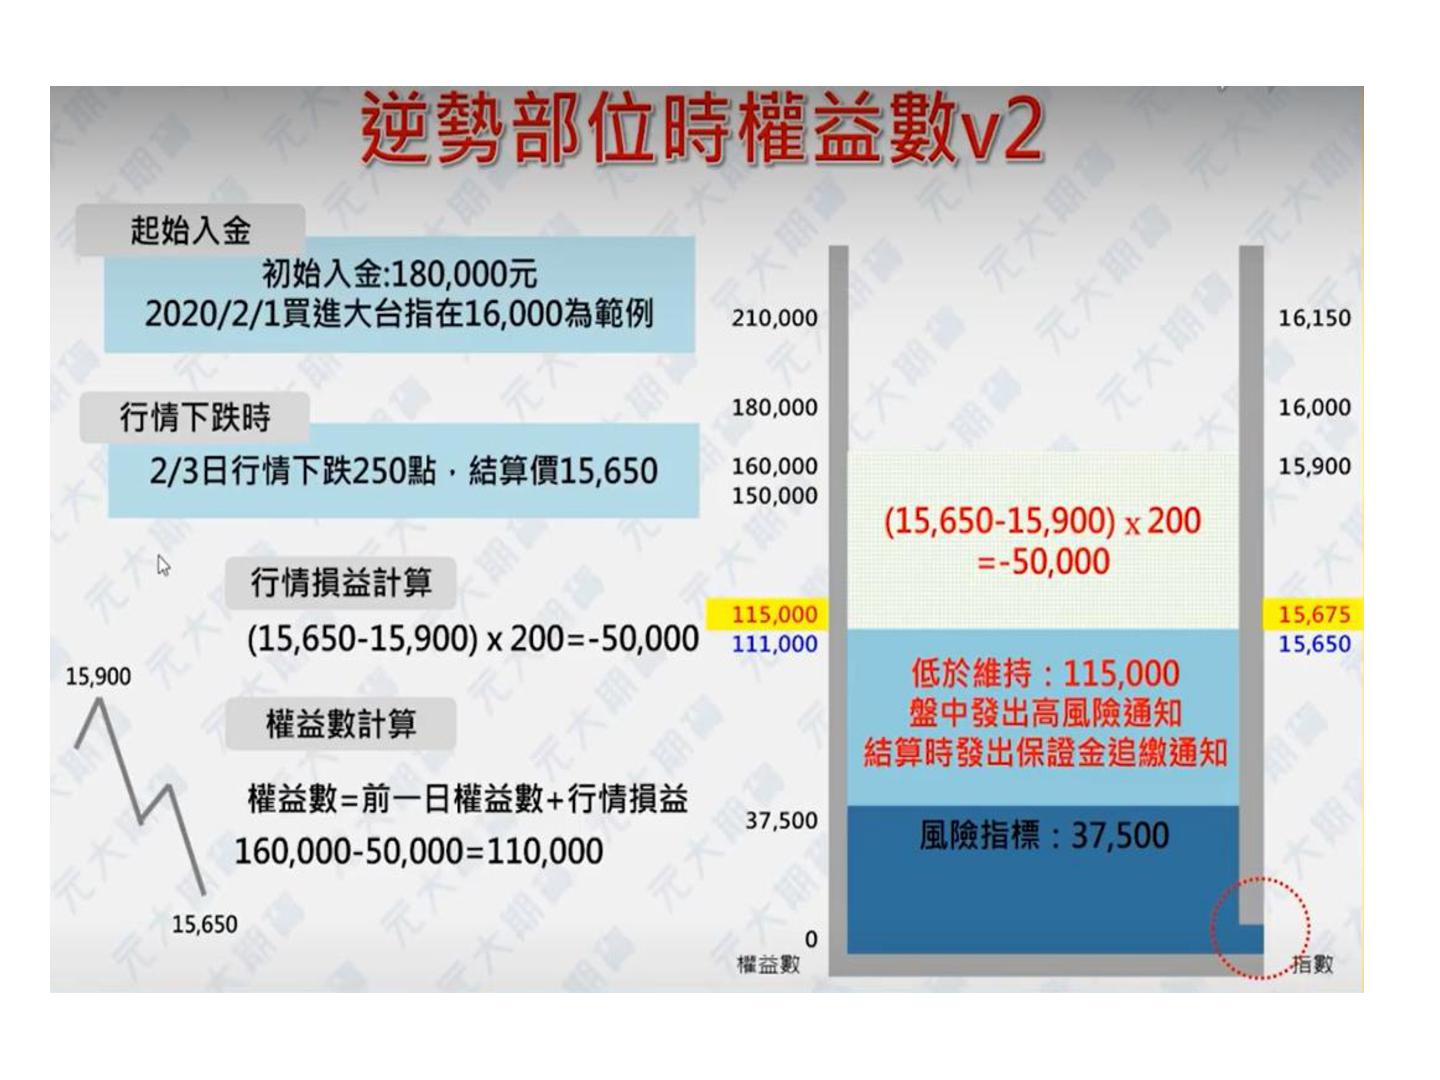 逆勢部位時權益數v2
起始入金
初始入金:180,000元
2020/2/1買進大台指在16,000為範例
行情下跌時
2/3日行情下跌250點，結算價15,650
行情損益計算
(15,650-15,900) x 200=-50,000
權益數計算
權益數=前一日權益數+行情損益
160,000-50,000=110,000
15,900
15,650
210,000
180,000
160,000
150,000
115,000
111,000
37,500
0
權益數
(15,650-15,900) x 200
=-50,000
低於維持：115,000
盤中發出高風險通知
結算時發出保證金追繳通知
風險指標：37,500
16,150
16,000
15,900
15,675
15,650
指數